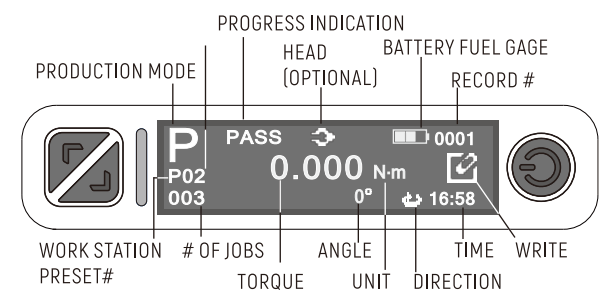 PROGRESS INDICATION
HEAD
(OPTIONAL)
BATTERY FUEL GAGE
PRODUCTION MODE
RECORD #
P
PASS
0001
P02
0.000 N·m
003
0°
16:58
WORK STATION
PRESET#
# OF JOBS
TORQUE
ANGLE
UNIT
DIRECTION
TIME
WRITE